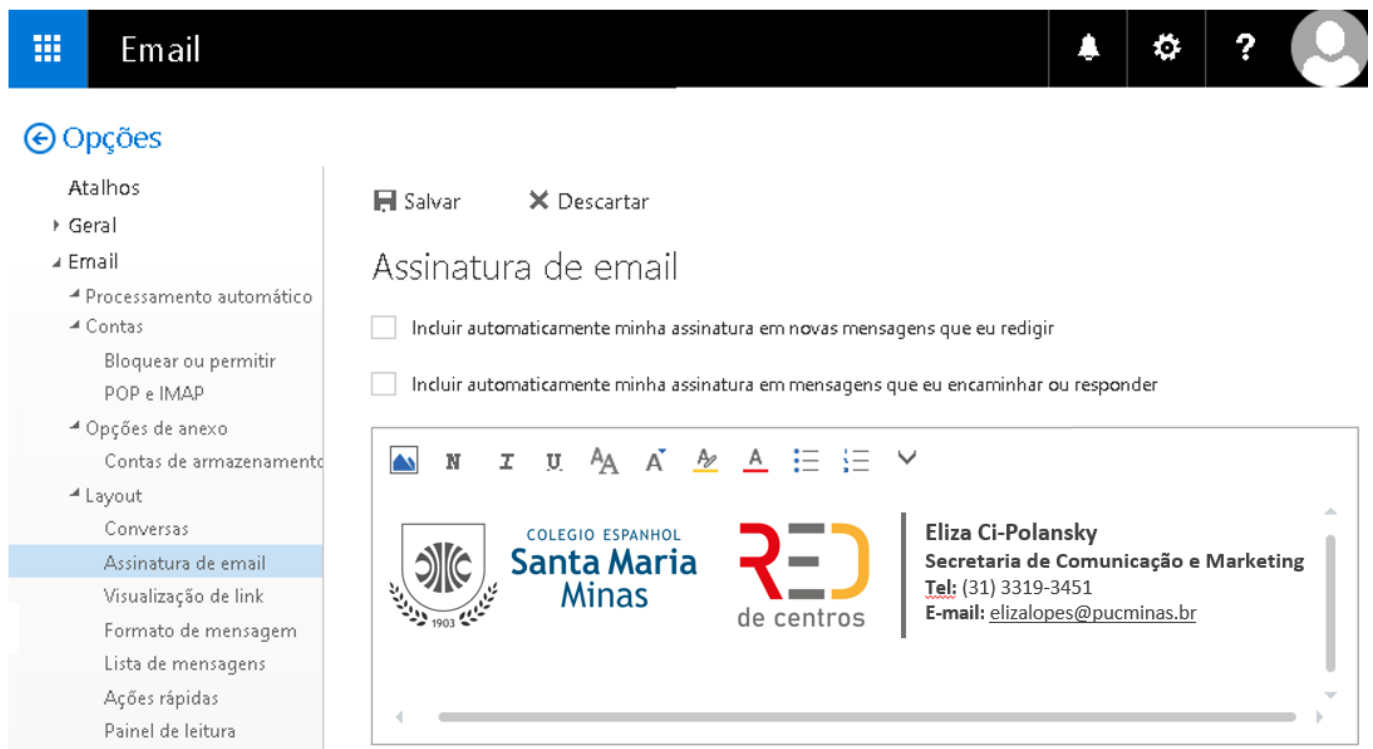 Email
?
Opções
Atalhos
Geral
Email
Processamento automático
Contas
Bloquear ou permitir
POP e IMAP
Opções de anexo
Contas de armazenamento
Layout
Conversas
Assinatura de email
Visualização de link
Formato de mensagem
Lista de mensagens
Ações rápidas
Painel de leitura
Salvar
Descartar
Assinatura de email
Incluir automaticamente minha assinatura em novas mensagens que eu redigir
Incluir automaticamente minha assinatura em mensagens que eu encaminhar ou responder
N I U AA A A A
1903
COLEGIO ESPANHOL
Santa Maria
Minas
RED
de centros
Eliza Ci-Polansky
Secretaria de Comunicação e Marketing
Tel: (31) 3319-3451
E-mail: elizalopes@pucminas.br